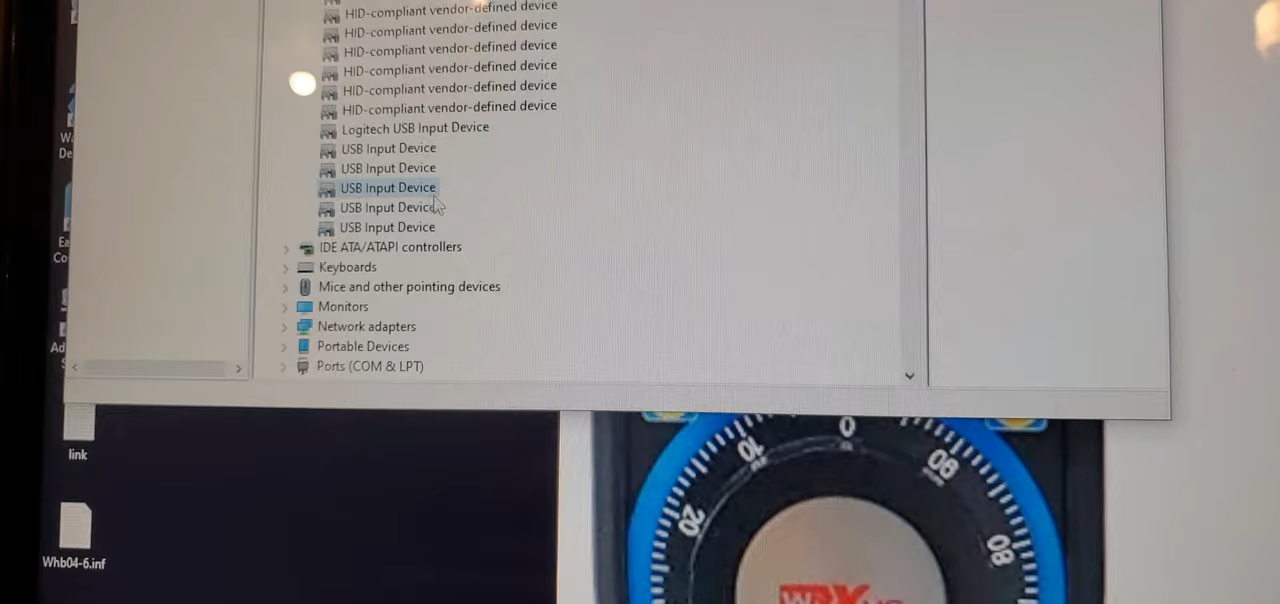 HID-compliant vendor-defined device
HID-compliant vendor-defined device
HID-compliant vendor-defined device
HID-compliant vendor-defined device
HID-compliant vendor-defined device
HID-compliant vendor-defined device
Logitech USB Input Device
USB Input Device
USB Input Device
USB Input Device
USB Input Device
USB Input Device
IDE ATA/ATAPI controllers
Keyboards
Mice and other pointing devices
Monitors
Network adapters
Portable Devices
Ports (COM & LPT)
link
Whb04-6.inf
0
10
90
20
80